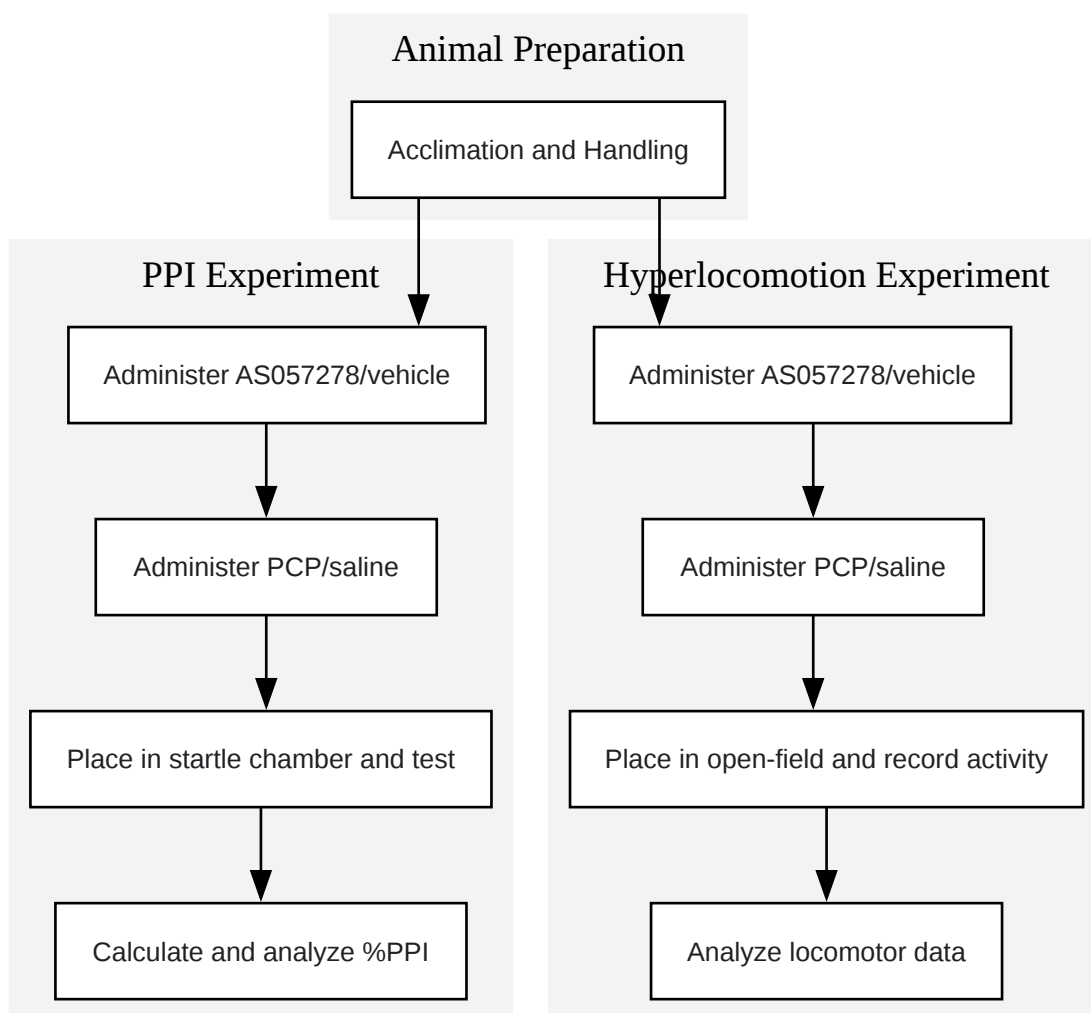 Animal Preparation
Acclimation and Handling
PPI Experiment
Administer AS057278/vehicle
Administer PCP/saline
Place in startle chamber and test
Calculate and analyze %PPI
Hyperlocomotion Experiment
Administer AS057278/vehicle
Administer PCP/saline
Place in open-field and record activity
Analyze locomotor data